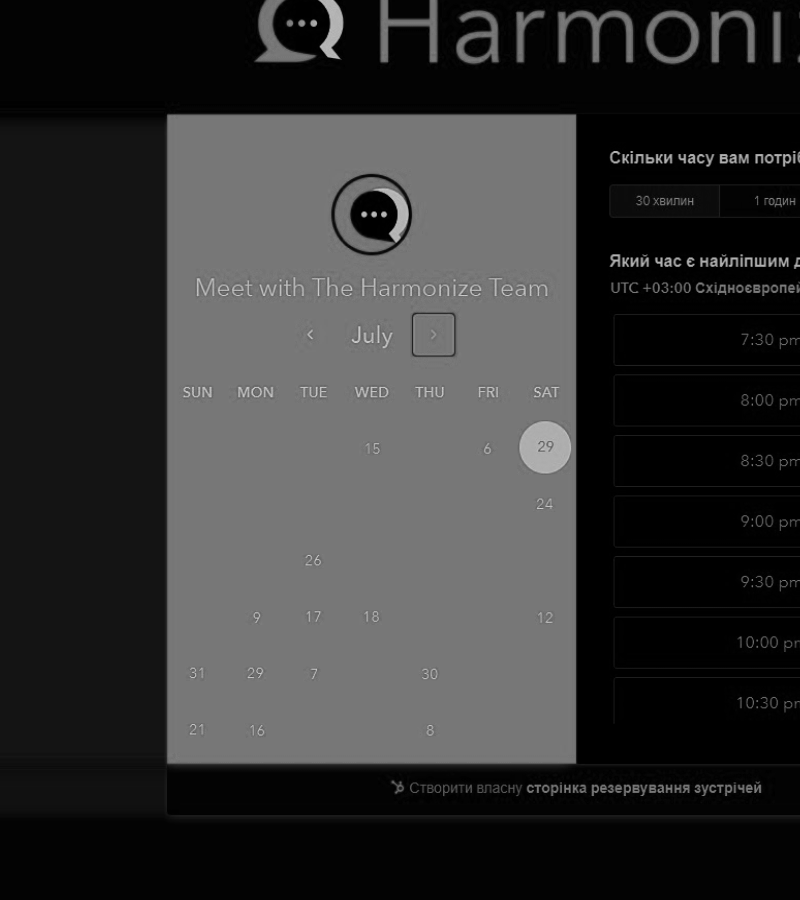 Harmoniz
Meet with The Harmonize Team
July
SUN MON TUE WED THU FRI SAT
15 6 29
24
26
9 17 18 12
31 29 7 30
21 16 8
Скільки часу вам потріб
30 хвилин 1 годин
Який час є найліпшим д
UTC +03:00 Східноєвропей
7:30 pm
8:00 pm
8:30 pm
9:00 pm
9:30 pm
10:00 pm
10:30 pm
Створити власну сторінка резервування зустрічей